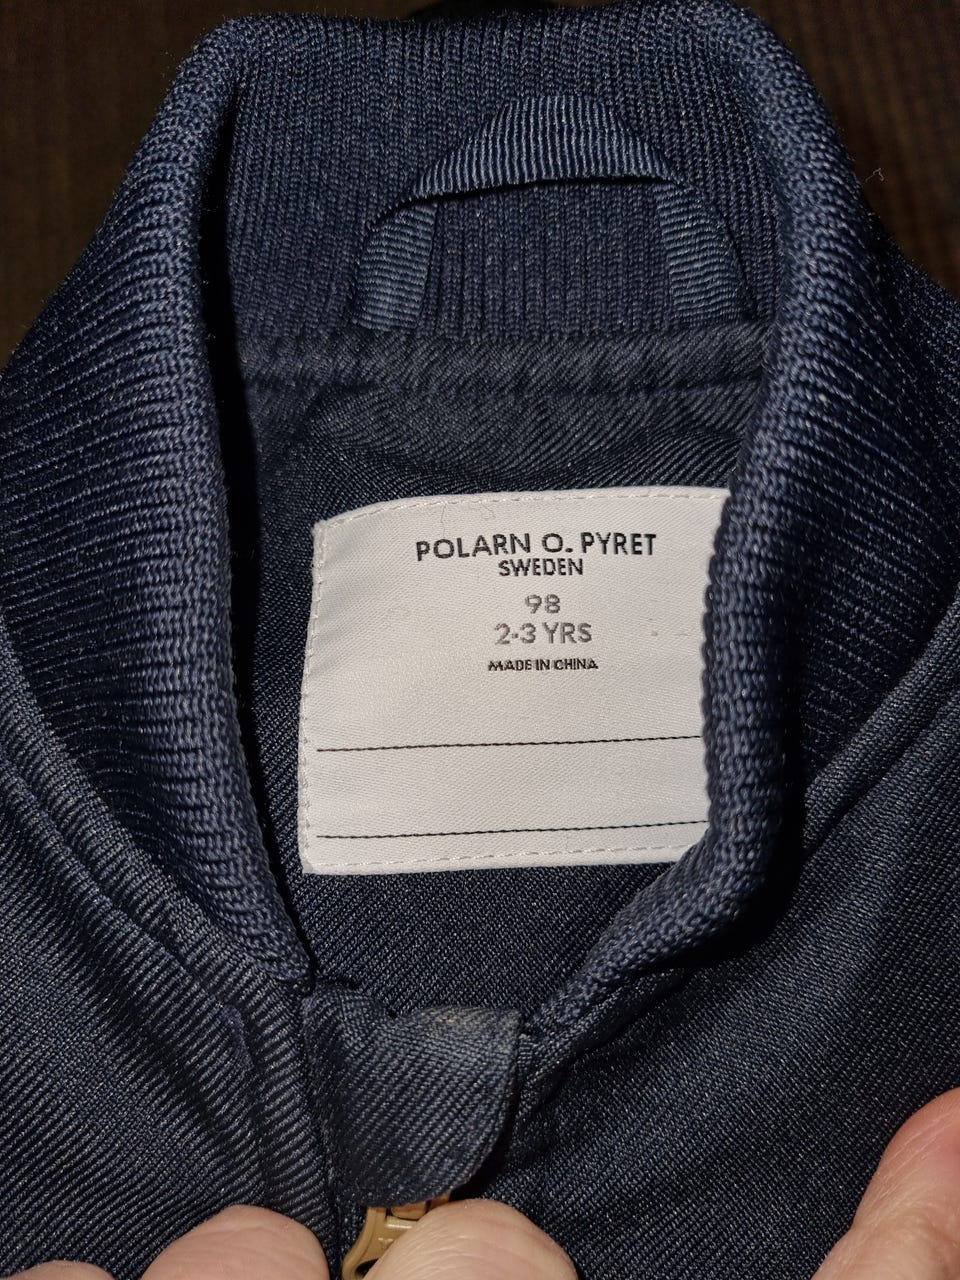 POLARN O. PYRET
SWEDEN
98
2-3 YRS
MADE IN CHINA